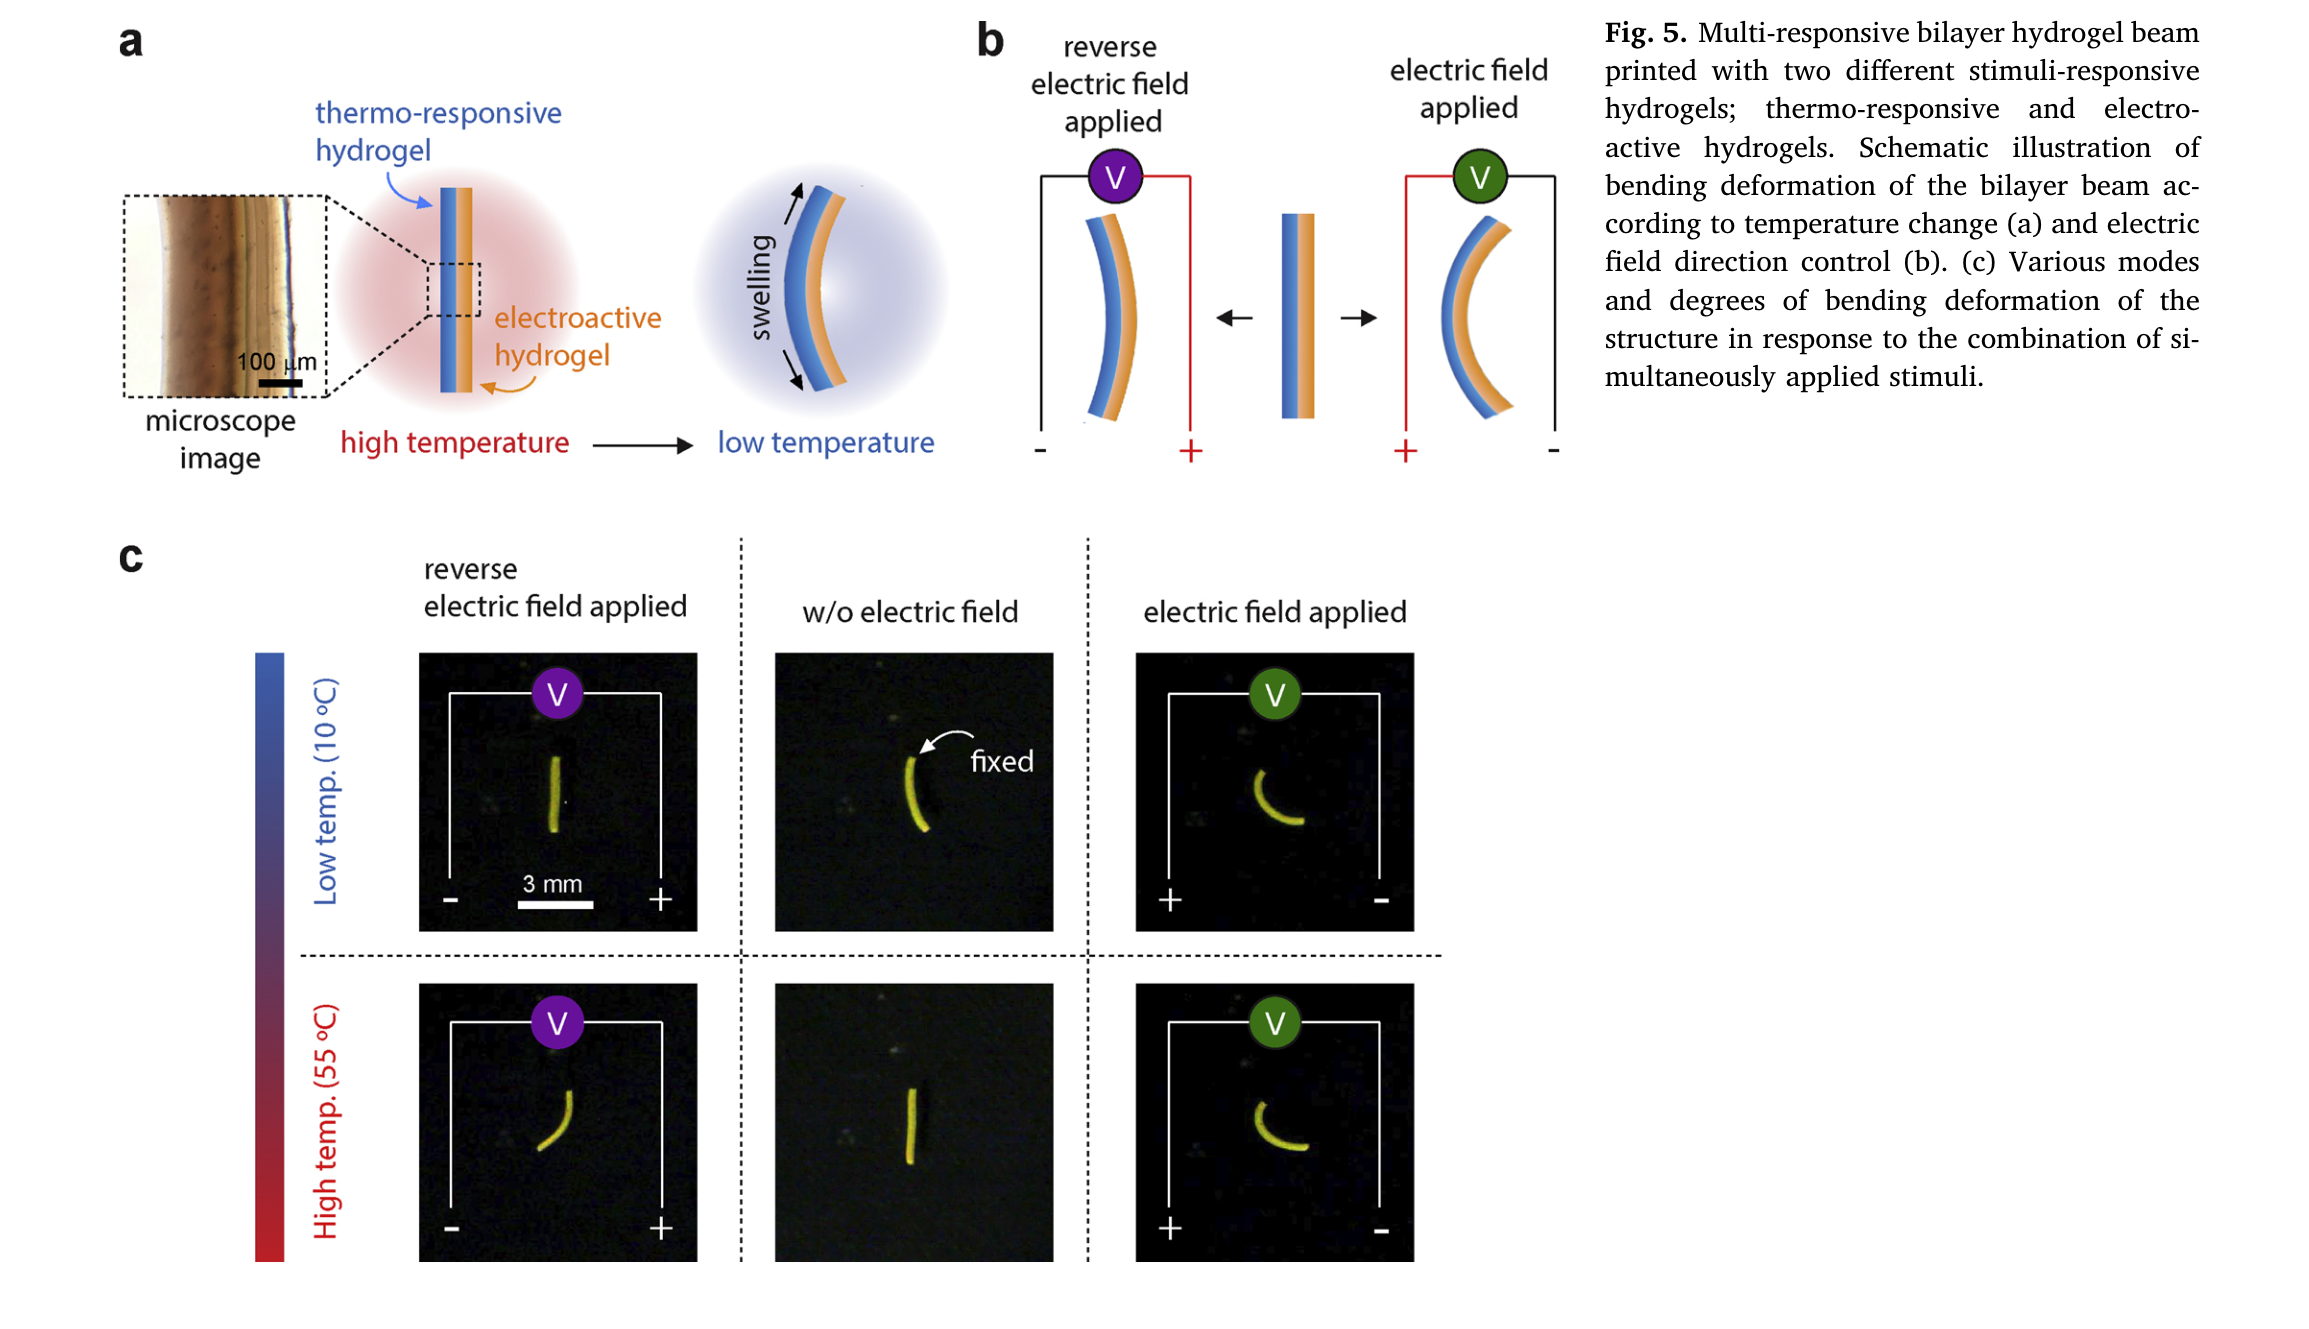 a
thermo-responsive
hydrogel
100 μm
microscope
image
electroactive
hydrogel
high temperature
swelling
low temperature
b
reverse
electric field
applied
V
-
+
electric field
applied
V
+
-
Fig. 5. Multi-responsive bilayer hydrogel beam
printed with two different stimuli-responsive
hydrogels; thermo-responsive and electro-
active hydrogels. Schematic illustration of
bending deformation of the bilayer beam ac-
cording to temperature change (a) and electric
field direction control (b). (c) Various modes
and degrees of bending deformation of the
structure in response to the combination of si-
multaneously applied stimuli.
c
reverse
electric field applied
w/o electric field
electric field applied
Low temp. (10 ºC)
V
3 mm
-
+
fixed
V
+
-
High temp. (55 ºC)
V
-
+
V
+
-